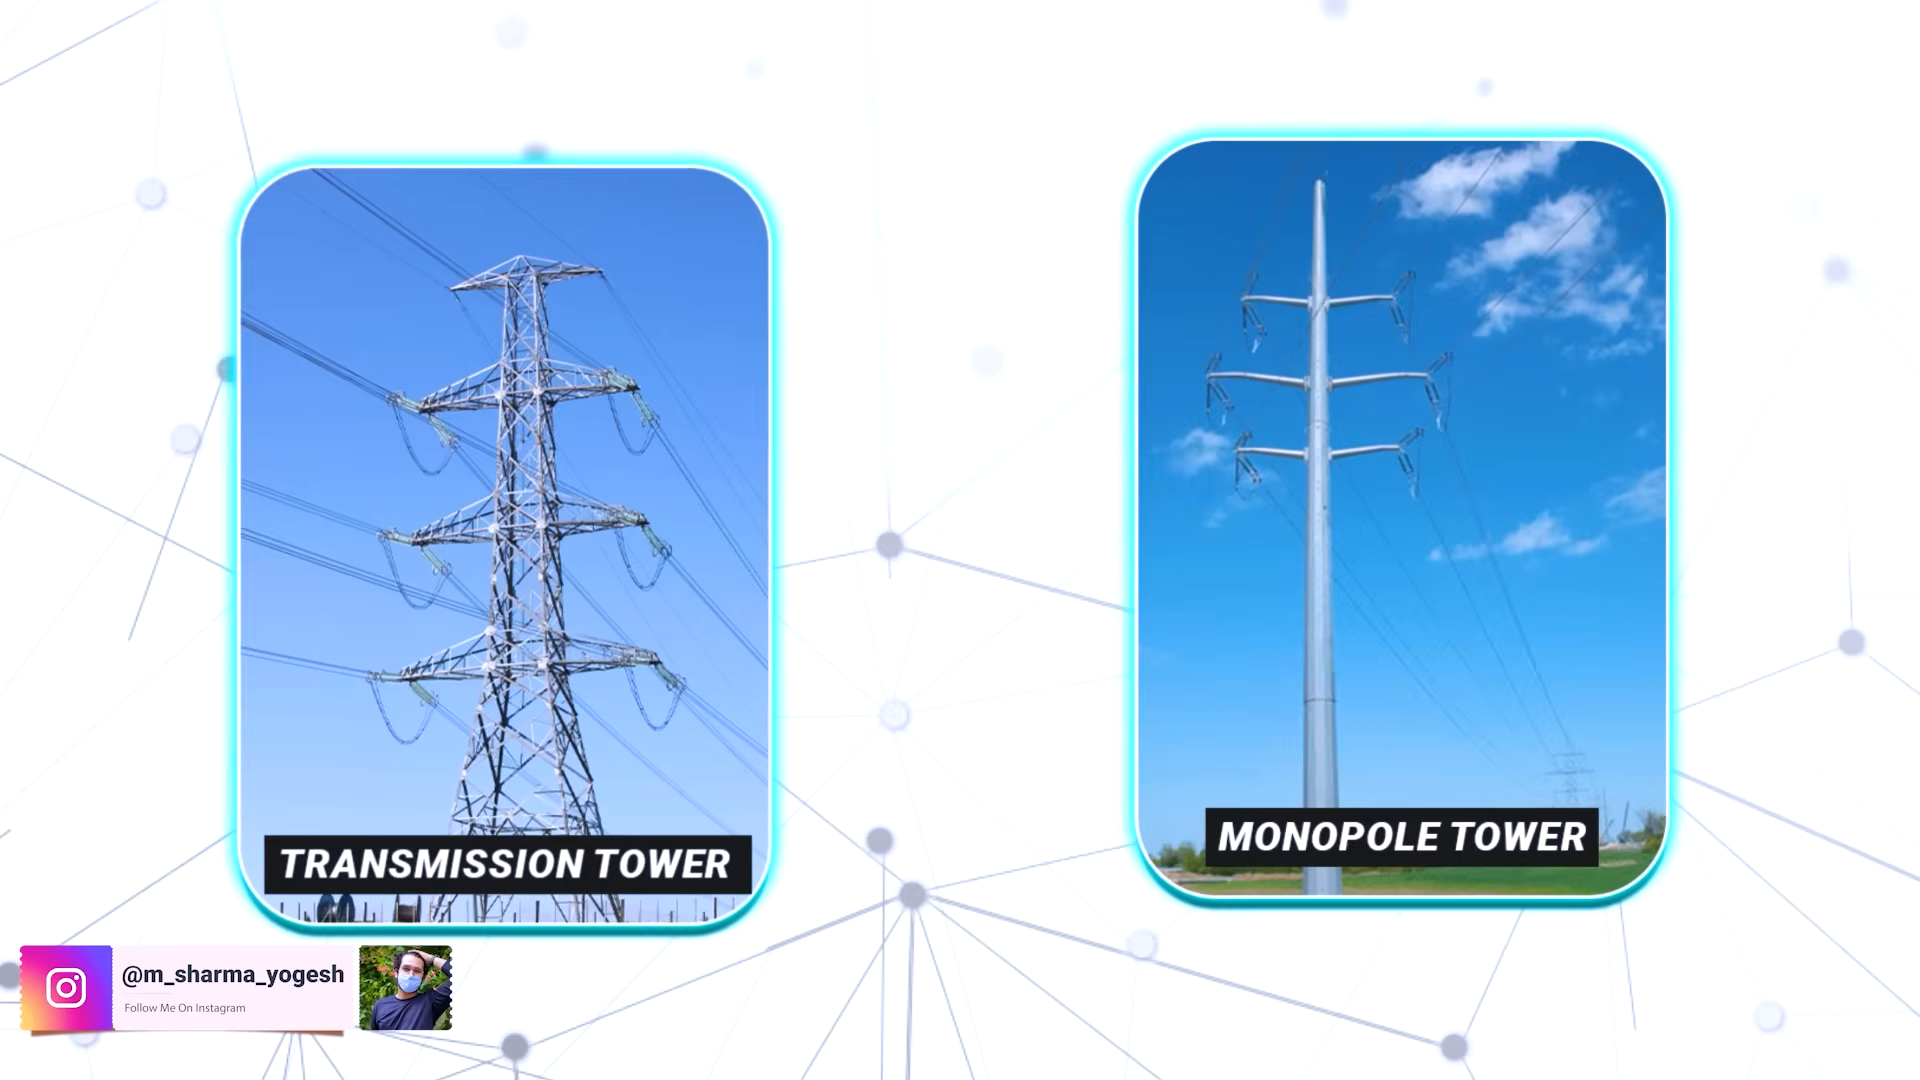 TRANSMISSION TOWER
MONOPOLE TOWER
@m_sharma_yogesh
Follow Me On Instagram